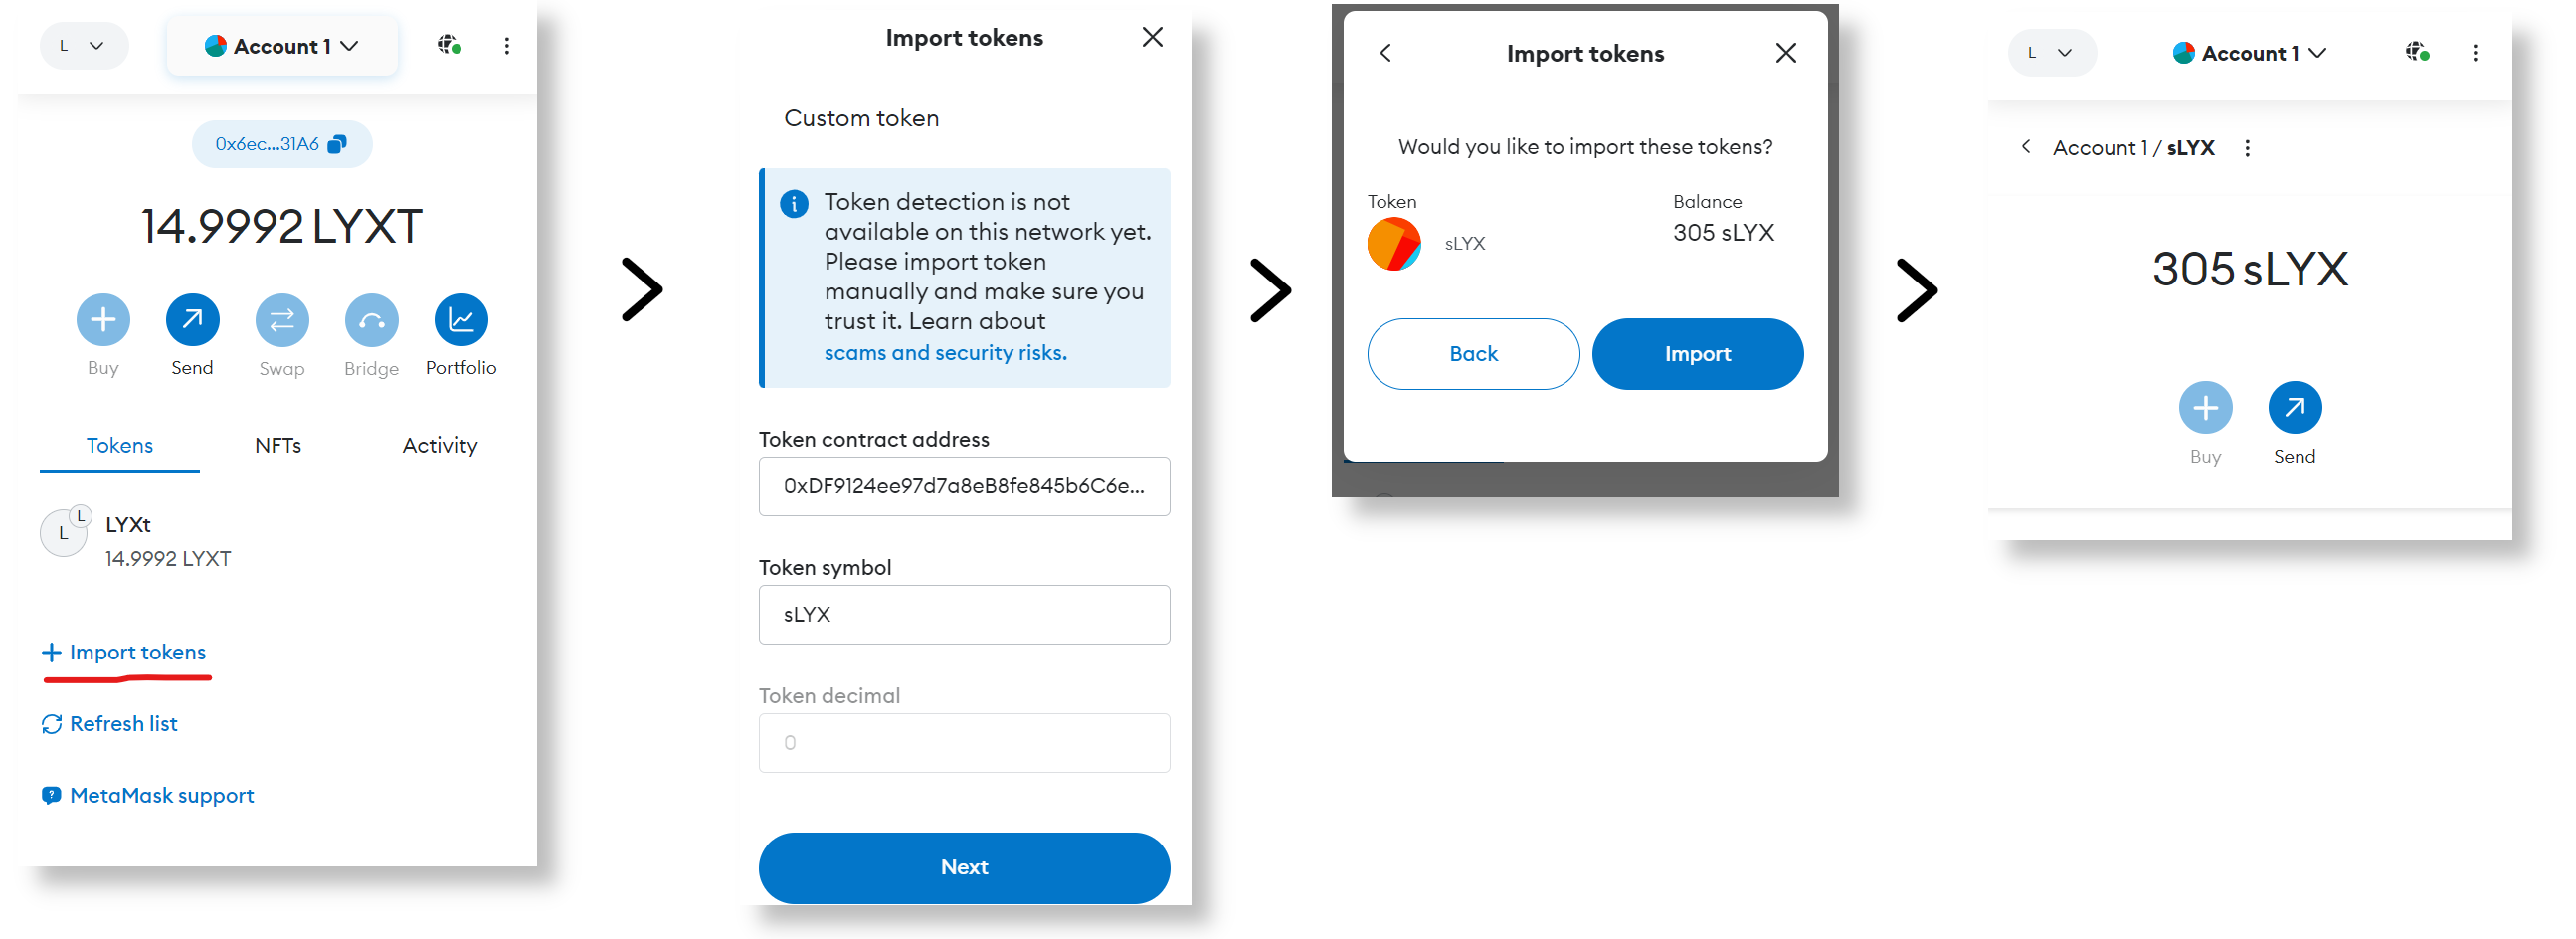 L
Account 1
0x6ec...31A6
14.9992 LYXT
Buy
Send
Swap
Bridge
Portfolio
Tokens
NFTs
Activity
L
L
LYXt
14.9992 LYXT
Import tokens
Refresh list
MetaMask support
Import tokens
Custom token
Token detection is not
available on this network yet.
Please import token
manually and make sure you
trust it. Learn about
scams and security risks.
Token contract address
0xDF9124ee97d7a8eB8fe845b6C6e...
Token symbol
sLYX
Token decimal
0
Next
Import tokens
Would you like to import these tokens?
Token
Balance
sLYX
305 sLYX
Back
Import
L
Account 1
Account 1 / sLYX
305 sLYX
Buy
Send